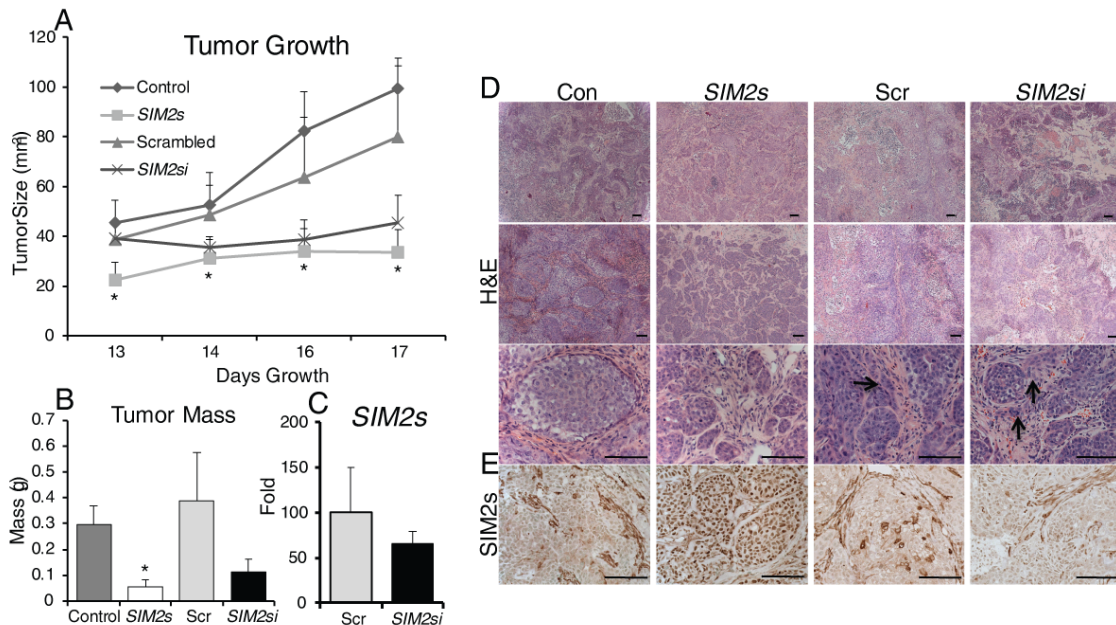 A
Tumor Growth
120
100
80
60
40
20
0
TumorSize (mm²)
Control
SIM2s
Scrambled
SIM2si
*
*
*
*
13 14 16 17
Days Growth
B
Tumor Mass
0.7
0.6
0.5
0.4
0.3
0.2
0.1
0
Mass (g)
*
Control SIM2s Scr SIM2si
C
SIM2s
200
150
100
50
0
Fold
Scr SIM2si
D
Con SIM2s Scr SIM2si
H&E
E
SIM2s